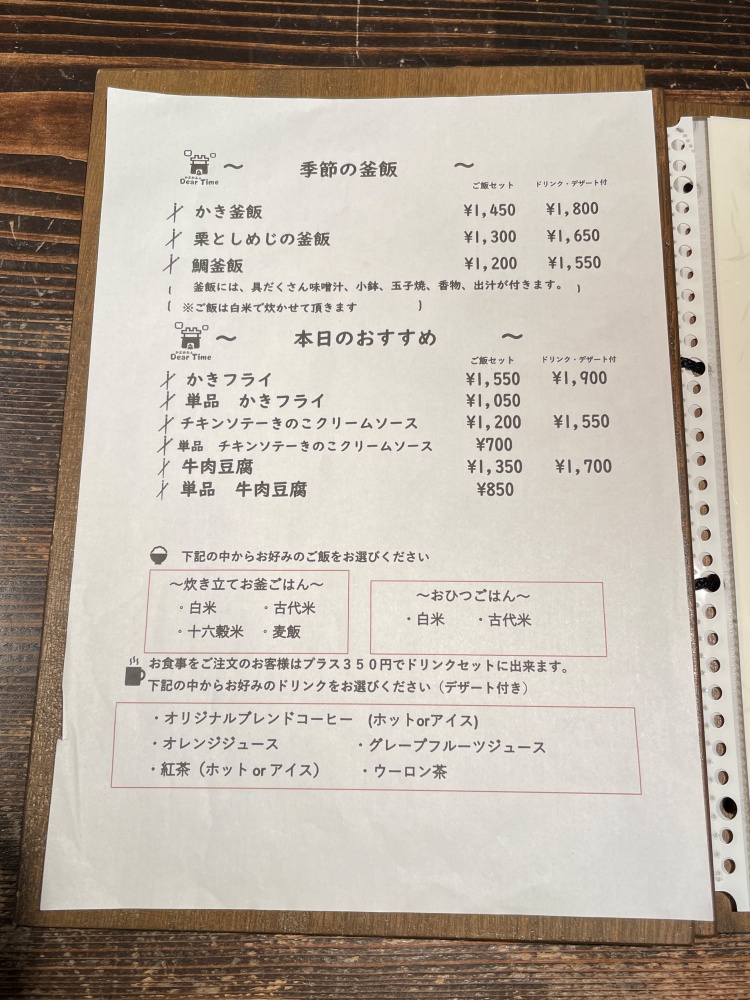 Dear Time
～ 季節の釜飯 ～
ご飯セット ドリンク・デザート付
かき釜飯 ¥1,450 ¥1,800
栗としめじの釜飯 ¥1,300 ¥1,650
鯛釜飯 ¥1,200 ¥1,550
( 釜飯には、具だくさん味噌汁、小鉢、玉子焼、香物、出汁が付きます。 )
( ※ご飯は白米で炊かせて頂きます )
Dear Time
～ 本日のおすすめ ～
ご飯セット ドリンク・デザート付
かきフライ ¥1,550 ¥1,900
単品 かきフライ ¥1,050
チキンソテーきのこクリームソース ¥1,200 ¥1,550
単品 チキンソテーきのこクリームソース ¥700
牛肉豆腐 ¥1,350 ¥1,700
単品 牛肉豆腐 ¥850
下記の中からお好みのご飯をお選びください
～炊き立てお釜ごはん～
・白米 ・古代米
・十六穀米 ・麦飯
～おひつごはん～
・白米 ・古代米
お食事をご注文のお客様はプラス３５０円でドリンクセットに出来ます。
下記の中からお好みのドリンクをお選びください（デザート付き）
・オリジナルブレンドコーヒー (ホットorアイス)
・オレンジジュース ・グレープフルーツジュース
・紅茶（ホット or アイス） ・ウーロン茶